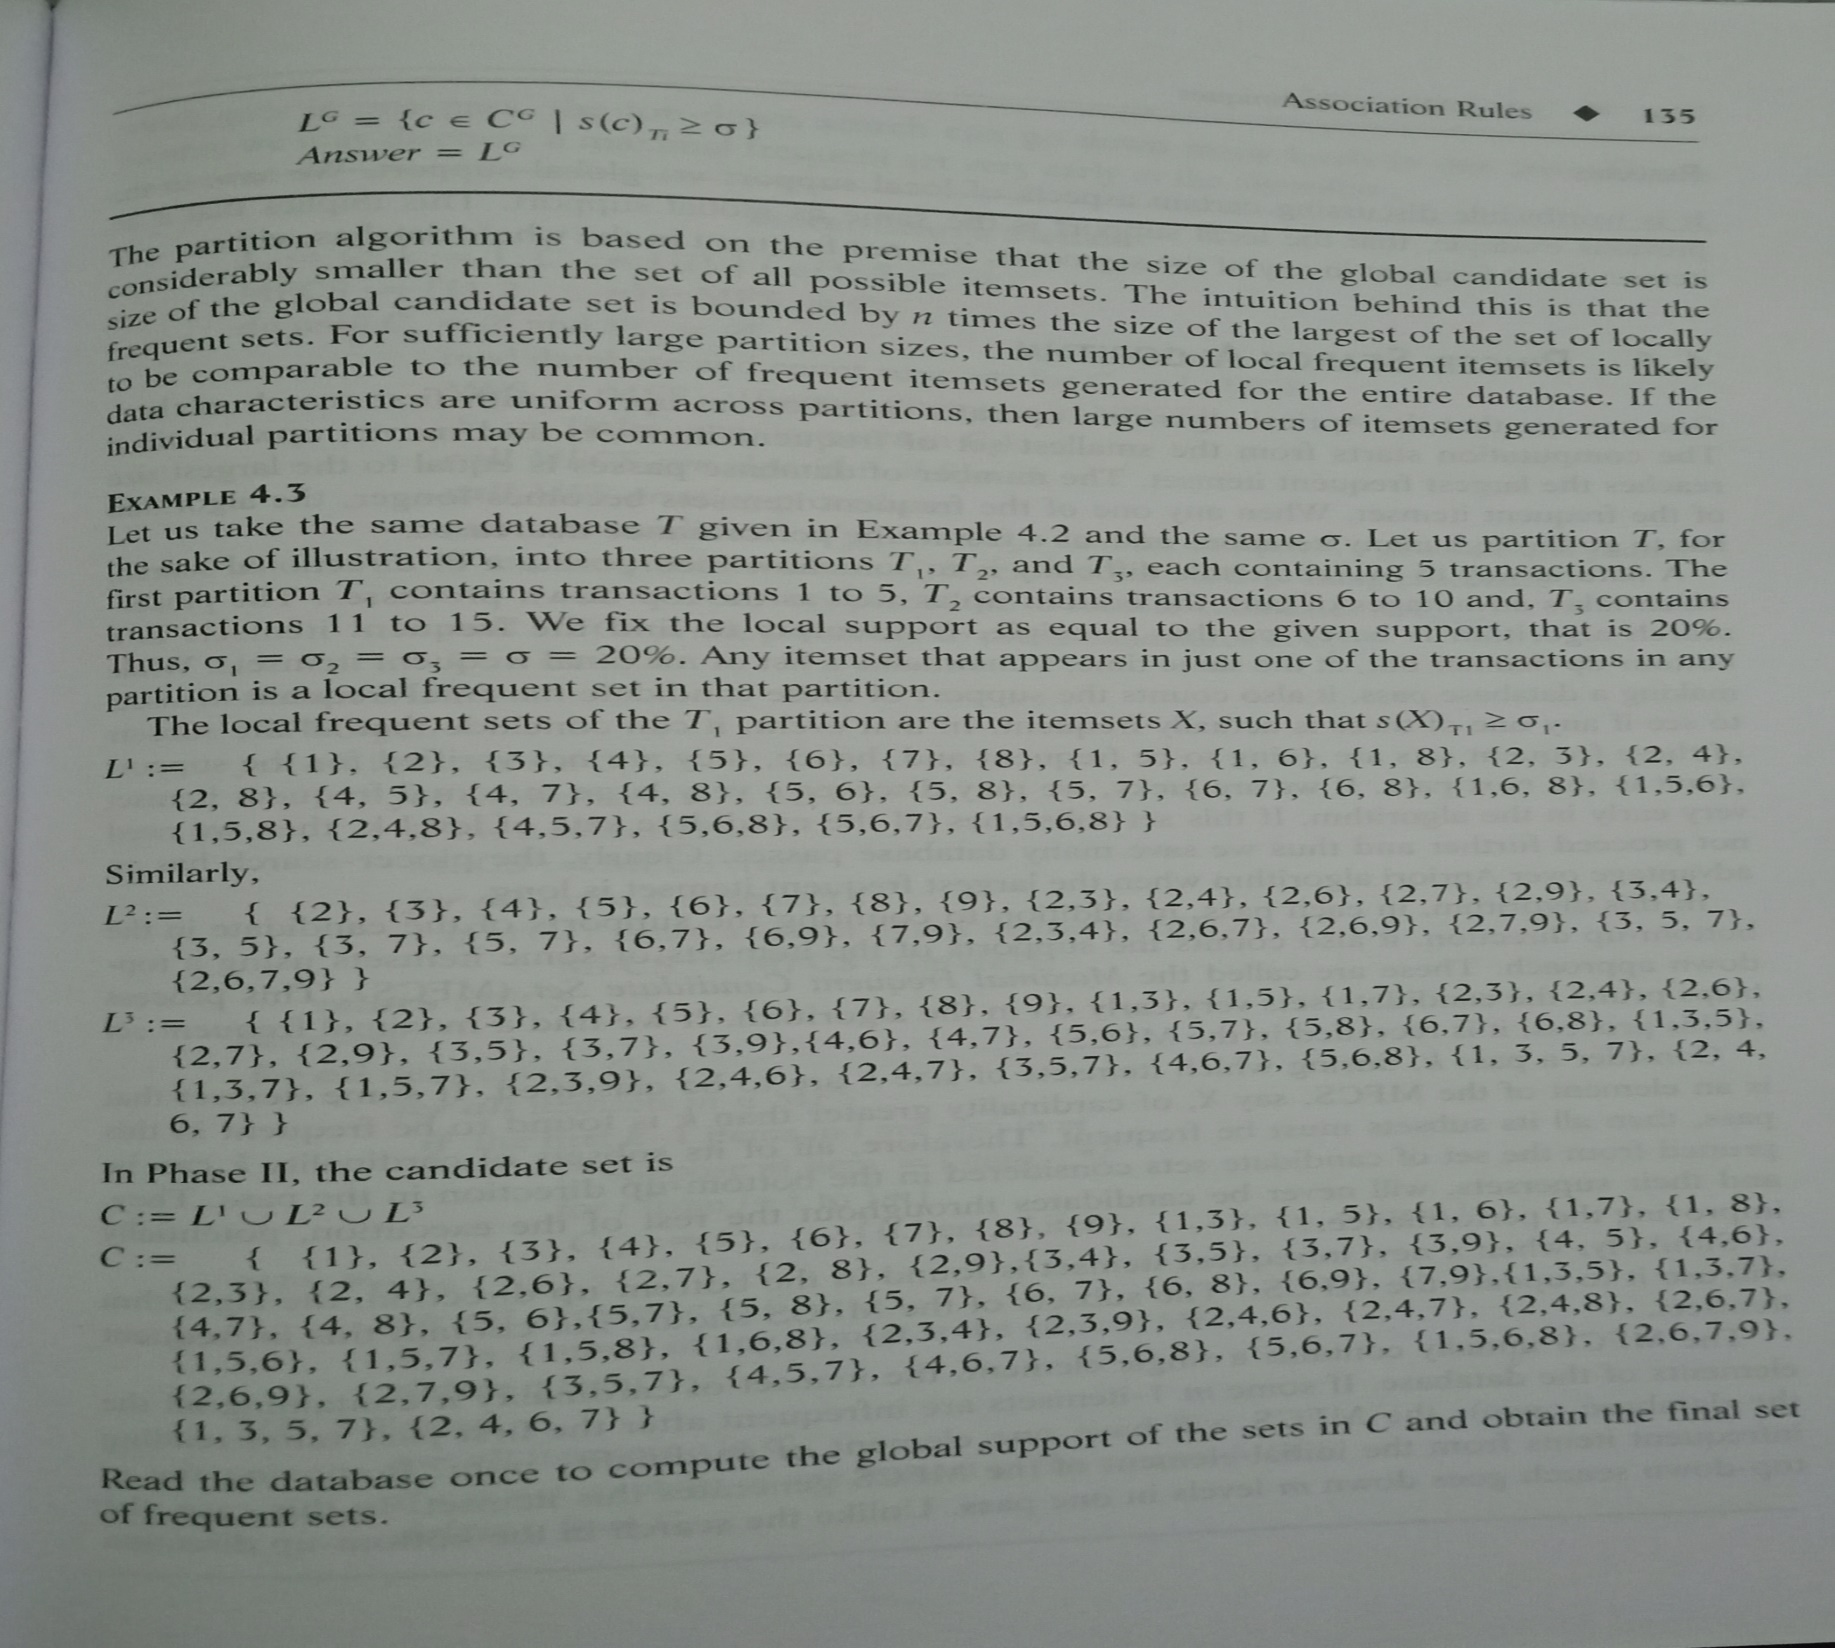 Association Rules ◆ 135
Lᴳ = {c ∈ Cᴳ | s(c)_Ti ≥ σ}
Answer = Lᴳ
The partition algorithm is based on the premise that the size of the global candidate set is
considerably smaller than the set of all possible itemsets. The intuition behind this is that the
size of the global candidate set is bounded by n times the size of the largest of the set of locally
frequent sets. For sufficiently large partition sizes, the number of local frequent itemsets is likely
to be comparable to the number of frequent itemsets generated for the entire database. If the
data characteristics are uniform across partitions, then large numbers of itemsets generated for
individual partitions may be common.
EXAMPLE 4.3
Let us take the same database T given in Example 4.2 and the same σ. Let us partition T, for
the sake of illustration, into three partitions T₁, T₂, and T₃, each containing 5 transactions. The
first partition T₁ contains transactions 1 to 5, T₂ contains transactions 6 to 10 and, T₃ contains
transactions 11 to 15. We fix the local support as equal to the given support, that is 20%.
Thus, σ₁ = σ₂ = σ₃ = σ = 20%. Any itemset that appears in just one of the transactions in any
partition is a local frequent set in that partition.
The local frequent sets of the T₁ partition are the itemsets X, such that s(X)_T1 ≥ σ₁.
L¹ := { {1}, {2}, {3}, {4}, {5}, {6}, {7}, {8}, {1, 5}, {1, 6}, {1, 8}, {2, 3}, {2, 4},
{2, 8}, {4, 5}, {4, 7}, {4, 8}, {5, 6}, {5, 8}, {5, 7}, {6, 7}, {6, 8}, {1,6, 8}, {1,5,6},
{1,5,8}, {2,4,8}, {4,5,7}, {5,6,8}, {5,6,7}, {1,5,6,8} }
Similarly,
L² := { {2}, {3}, {4}, {5}, {6}, {7}, {8}, {9}, {2,3}, {2,4}, {2,6}, {2,7}, {2,9}, {3,4},
{3, 5}, {3, 7}, {5, 7}, {6,7}, {6,9}, {7,9}, {2,3,4}, {2,6,7}, {2,6,9}, {2,7,9}, {3, 5, 7},
{2,6,7,9} }
L³ := { {1}, {2}, {3}, {4}, {5}, {6}, {7}, {8}, {9}, {1,3}, {1,5}, {1,7}, {2,3}, {2,4}, {2,6},
{2,7}, {2,9}, {3,5}, {3,7}, {3,9},{4,6}, {4,7}, {5,6}, {5,7}, {5,8}, {6,7}, {6,8}, {1,3,5},
{1,3,7}, {1,5,7}, {2,3,9}, {2,4,6}, {2,4,7}, {3,5,7}, {4,6,7}, {5,6,8}, {1, 3, 5, 7}, {2, 4,
6, 7} }
In Phase II, the candidate set is
C := L¹ ∪ L² ∪ L³
C := { {1}, {2}, {3}, {4}, {5}, {6}, {7}, {8}, {9}, {1,3}, {1, 5}, {1, 6}, {1,7}, {1, 8},
{2,3}, {2, 4}, {2,6}, {2,7}, {2, 8}, {2,9},{3,4}, {3,5}, {3,7}, {3,9}, {4, 5}, {4,6},
{4,7}, {4, 8}, {5, 6},{5,7}, {5, 8}, {5, 7}, {6, 7}, {6, 8}, {6,9}, {7,9},{1,3,5}, {1,3,7},
{1,5,6}, {1,5,7}, {1,5,8}, {1,6,8}, {2,3,4}, {2,3,9}, {2,4,6}, {2,4,7}, {2,4,8}, {2,6,7},
{2,6,9}, {2,7,9}, {3,5,7}, {4,5,7}, {4,6,7}, {5,6,8}, {5,6,7}, {1,5,6,8}, {2,6,7,9},
{1, 3, 5, 7}, {2, 4, 6, 7} }
Read the database once to compute the global support of the sets in C and obtain the final set
of frequent sets.